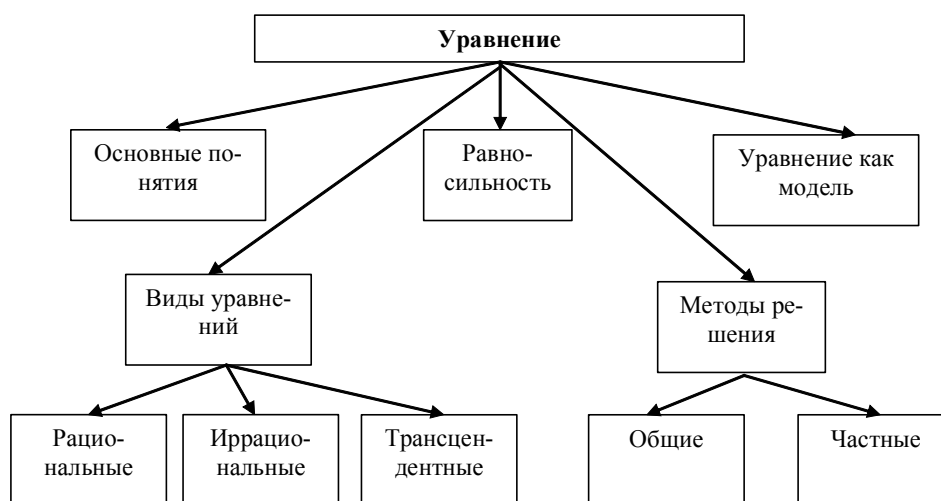 Уравнение
Основные по-
нятия
Равно-
сильность
Уравнение как
модель
Виды уравне-
ний
Методы ре-
шения
Рацио-
нальные
Иррацио-
нальные
Трансцен-
дентные
Общие
Частные